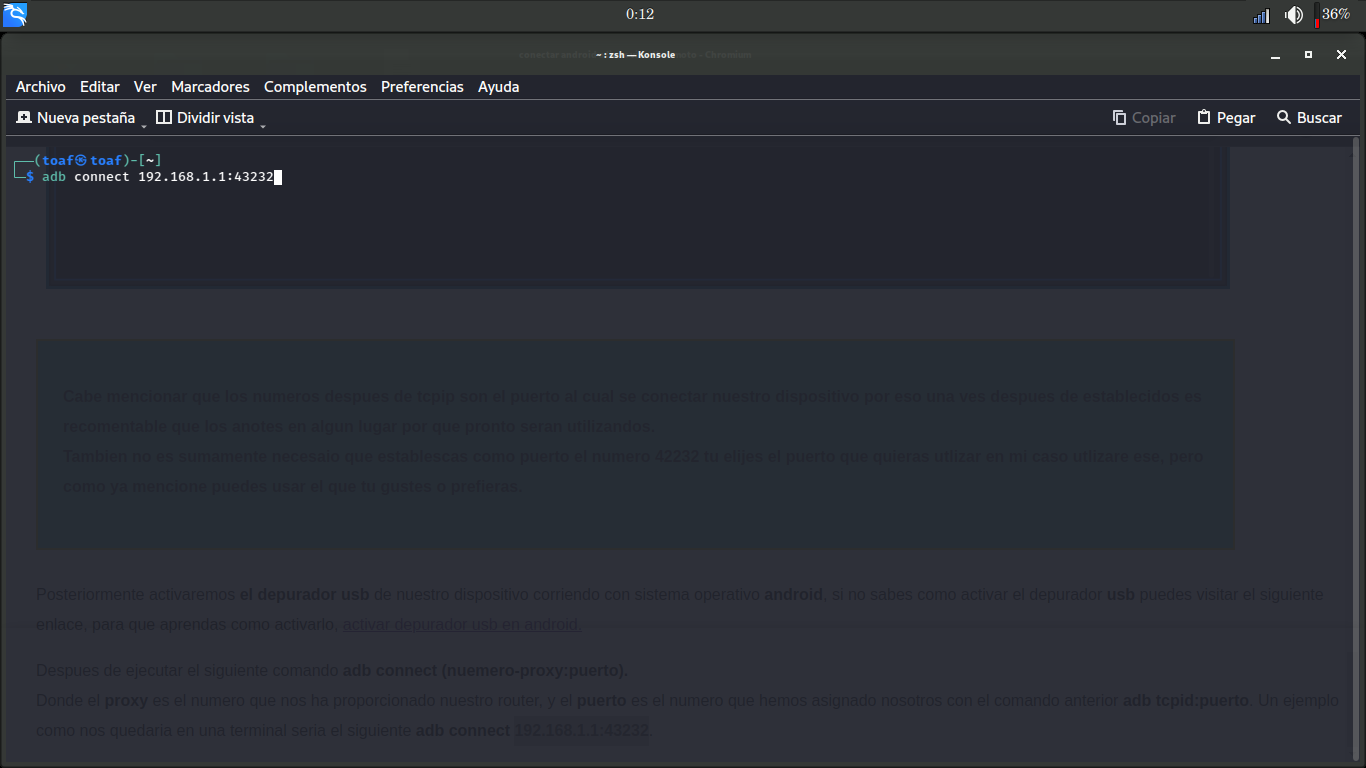 0:12
36%
~ : zsh — Konsole
Archivo Editar Ver Marcadores Complementos Preferencias Ayuda
Nueva pestaña Dividir vista Copiar Pegar Buscar
(toaf㉿toaf)-[~]
$ adb connect 192.168.1.1:43232
Cabe mencionar que los numeros despues de tcpip son el puerto al cual se conectar nuestro dispositivo por eso una ves despues de establecidos es
recomentable que los anotes en algun lugar por que pronto seran utilizandos.
Tambien no es sumamente necesaio que establescas como puerto el numero 42232 tu elijes el puerto que quieras utlizar en mi caso utlizare ese, pero
como ya mencione puedes usar el que tu gustes o prefieras.
Posteriormente activaremos el depurador usb de nuestro dispositivo corriendo con sistema operativo android, si no sabes como activar el depurador usb puedes visitar el siguiente
enlace, para que aprendas como activarlo, activar depurador usb en android.
Despues de ejecutar el siguiente comando adb connect (nuemero-proxy:puerto).
Donde el proxy es el numero que nos ha proporcionado nuestro router, y el puerto es el numero que hemos asignado nosotros con el comando anterior adb tcpid:puerto. Un ejemplo
como nos quedaria en una terminal seria el siguiente adb connect 192.168.1.1:43232.